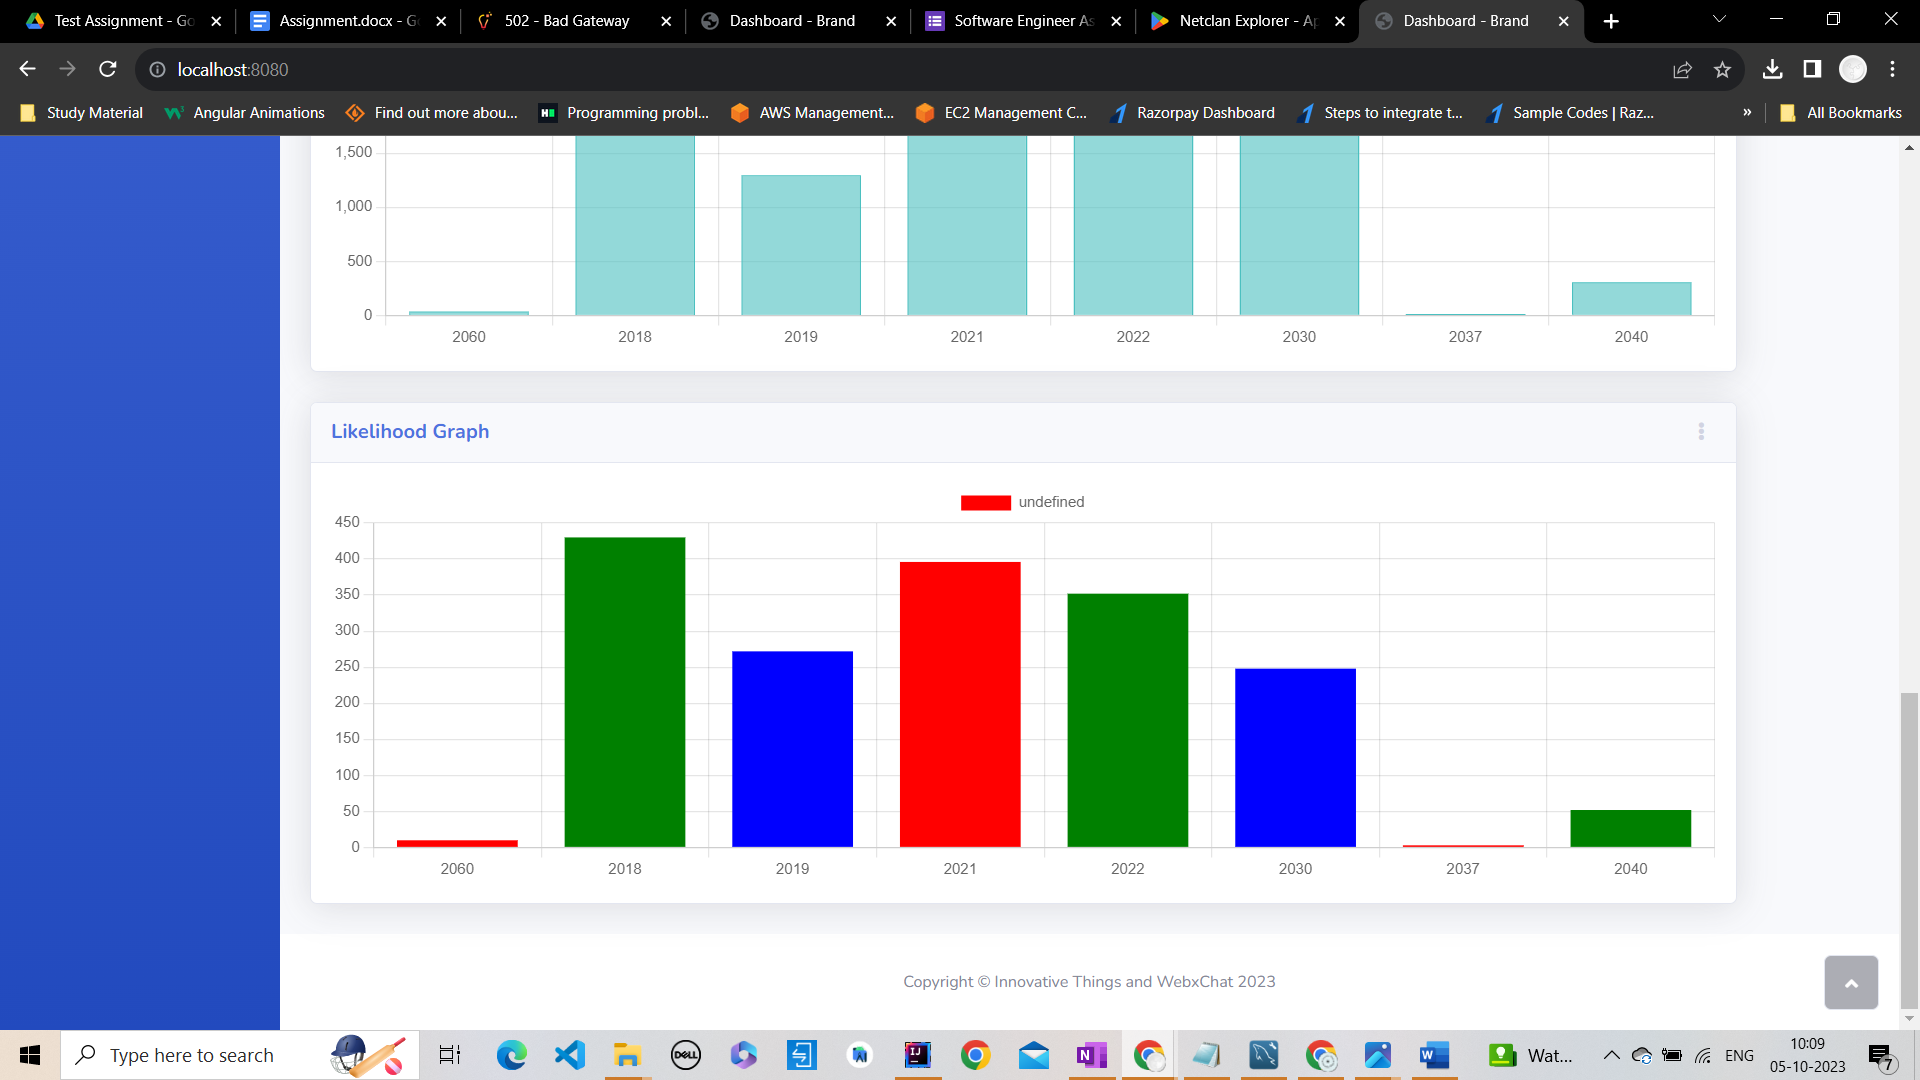 Test Assignment - Go
Assignment.docx - G
502 - Bad Gateway
Dashboard - Brand
Software Engineer As
Netclan Explorer - Ap
Dashboard - Brand
localhost:8080
Study Material
Angular Animations
Find out more abou...
Programming probl...
AWS Management...
EC2 Management C...
Razorpay Dashboard
Steps to integrate t...
Sample Codes | Raz...
»
All Bookmarks
1,500
1,000
500
0
2060 2018 2019 2021 2022 2030 2037 2040
Likelihood Graph
undefined
450
400
350
300
250
200
150
100
50
0
2060 2018 2019 2021 2022 2030 2037 2040
Copyright © Innovative Things and WebxChat 2023
Type here to search
DELL
IJ
N
W
Wat...
ENG
10:09
05-10-2023
7